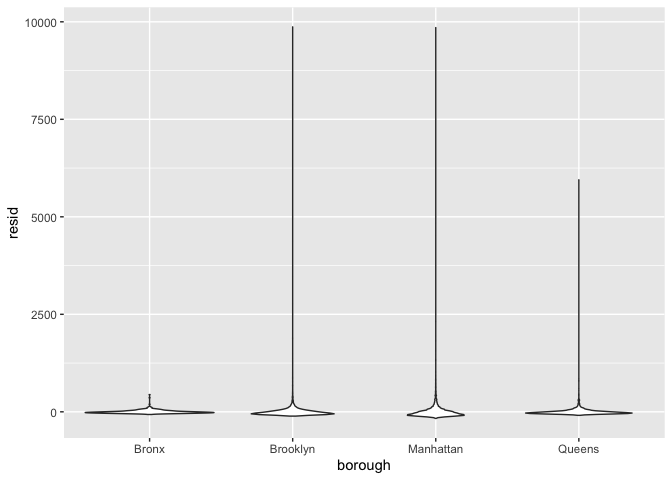 10000
7500
5000
2500
0
resid
Bronx
Brooklyn
Manhattan
Queens
borough